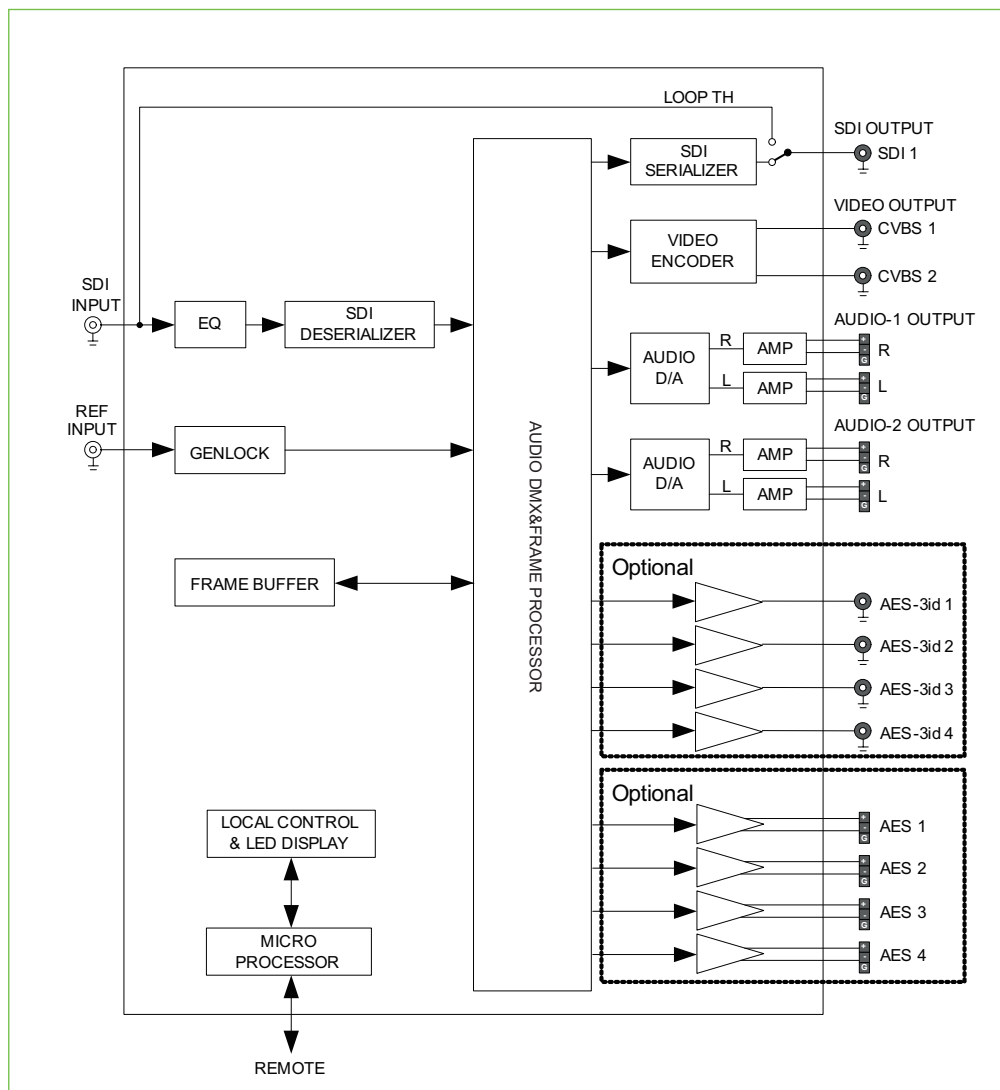 LOOP TH
SDI OUTPUT
SDI
SERIALIZER
SDI 1
VIDEO OUTPUT
VIDEO
ENCODER
CVBS 1
CVBS 2
SDI
INPUT
EQ
SDI
DESERIALIZER
AUDIO-1 OUTPUT
AUDIO
D/A
R
AMP
+
-
G
R
L
AMP
+
-
G
L
REF
INPUT
GENLOCK
AUDIO DMX&FRAME PROCESSOR
AUDIO-2 OUTPUT
AUDIO
D/A
R
AMP
+
-
G
R
L
AMP
+
-
G
L
FRAME BUFFER
Optional
AES-3id 1
AES-3id 2
AES-3id 3
AES-3id 4
Optional
+
-
G
AES 1
+
-
G
AES 2
+
-
G
AES 3
+
-
G
AES 4
LOCAL CONTROL
& LED DISPLAY
MICRO
PROCESSOR
REMOTE